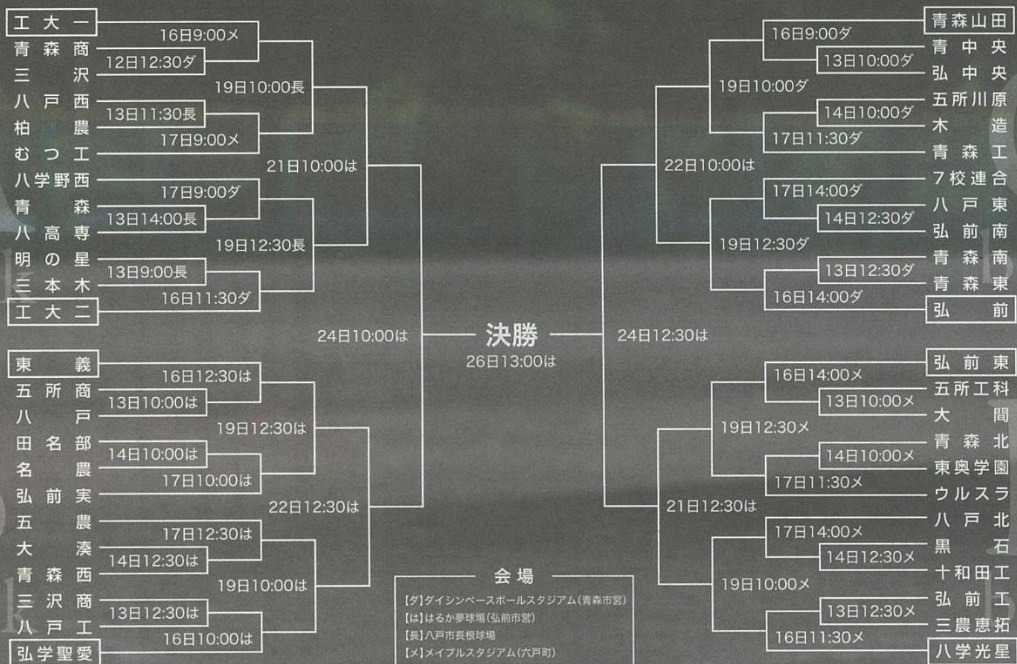 工大一
16日9:00メ
青森商
12日12:30ダ
三沢
19日10:00長
八戸西
13日11:30長
柏農
17日9:00メ
むつ工
21日10:00は
八学野西
17日9:00ダ
青森
13日14:00長
八高専
19日12:30長
明の星
13日9:00長
三本木
16日11:30ダ
工大二
24日10:00は
東義
16日12:30は
五所商
13日10:00は
八戸
19日12:30は
田名部
14日10:00は
名農
17日10:00は
弘前実
22日12:30は
五農
17日12:30は
大湊
14日12:30は
青森西
19日10:00は
三沢商
13日12:30は
八戸工
16日10:00は
弘学聖愛
決勝
26日13:00は
青森山田
16日9:00ダ
青中央
13日10:00ダ
弘中央
19日10:00ダ
五所川原
14日10:00ダ
木造
17日11:30ダ
青森工
22日10:00は
7校連合
17日14:00ダ
八戸東
14日12:30ダ
弘前南
19日12:30ダ
青森南
13日12:30ダ
青森東
16日14:00ダ
弘前
24日12:30は
弘前東
16日14:00メ
五所工科
13日10:00メ
大間
19日12:30メ
青森北
14日10:00メ
東奥学園
17日11:30メ
ウルスラ
21日12:30は
八戸北
17日14:00メ
黒石
14日12:30メ
十和田工
19日10:00メ
弘前工
13日12:30メ
三農恵拓
16日11:30メ
八学光星
会場
【ダ】ダイシンベースボールスタジアム(青森市営)
【は】はるか夢球場(弘前市営)
【長】八戸市長根球場
【メ】メイプルスタジアム(六戸町)